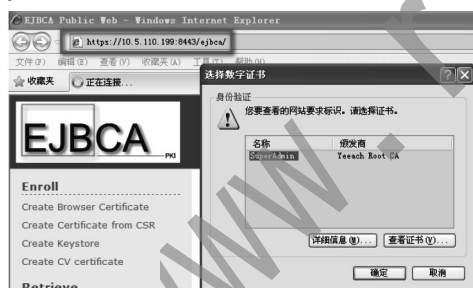 EJBCA Public Web - Windows Internet Explorer
https://10.5.110.199:8443/ejbca/
文件(F) 编辑(E) 查看(V) 收藏夹(A) 工具(T) 帮助(H)
收藏夹 正在连接...
EJBCA
PKI
Enroll
Create Browser Certificate
Create Certificate from CSR
Create Keystore
Create CV certificate
Retrieve
选择数字证书
身份验证
您要查看的网站要求标识。请选择证书。
名称 颁发商
SuperAdmin Yeeach Root CA
详细信息(M)... 查看证书(V)...
确定 取消